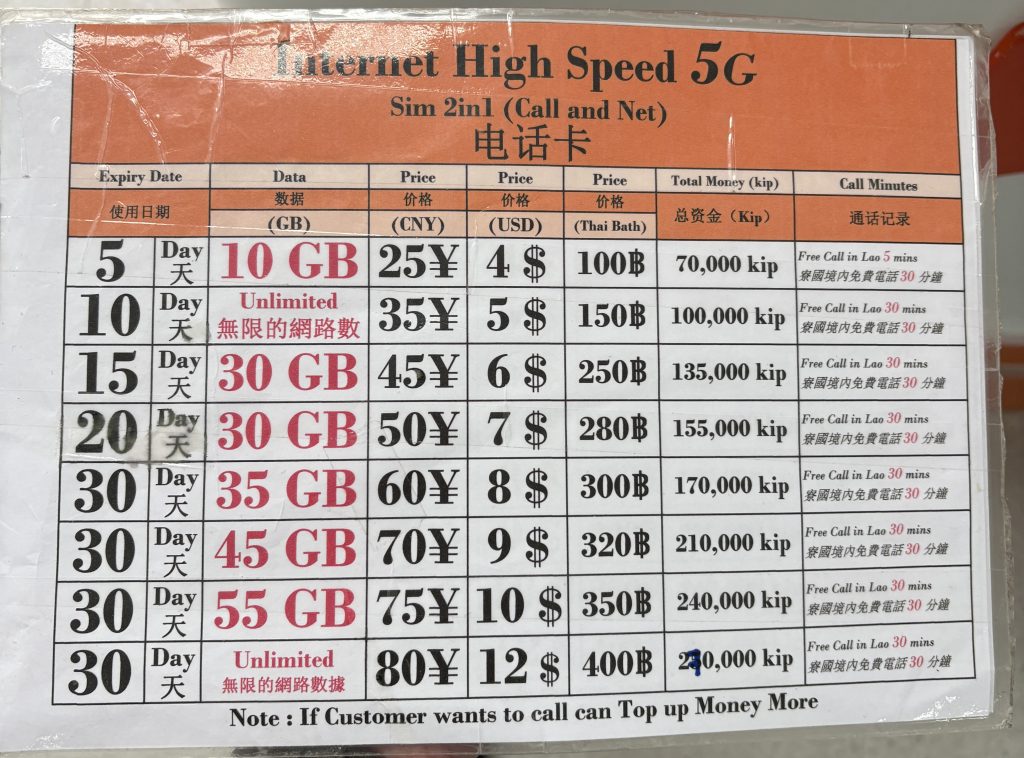 Internet High Speed 5G
Sim 2in1 (Call and Net)
电话卡
Expiry Date Data Price Price Price Total Money (kip) Call Minutes
使用日期 数据 价格 价格 价格 总资金（Kip） 通话记录
(GB) (CNY) (USD) (Thai Bath)
5 Day 天 10 GB 25¥ 4 $ 100฿ 70,000 kip Free Call in Lao 5 mins
寮國境內免費電話 30 分鐘
10 Day 天 Unlimited 35¥ 5 $ 150฿ 100,000 kip Free Call in Lao 30 mins
無限的網路數 寮國境內免費電話 30 分鐘
15 Day 天 30 GB 45¥ 6 $ 250฿ 135,000 kip Free Call in Lao 30 mins
寮國境內免費電話 30 分鐘
20 Day 天 30 GB 50¥ 7 $ 280฿ 155,000 kip Free Call in Lao 30 mins
寮國境內免費電話 30 分鐘
30 Day 天 35 GB 60¥ 8 $ 300฿ 170,000 kip Free Call in Lao 30 mins
寮國境內免費電話 30 分鐘
30 Day 天 45 GB 70¥ 9 $ 320฿ 210,000 kip Free Call in Lao 30 mins
寮國境內免費電話 30 分鐘
30 Day 天 55 GB 75¥ 10 $ 350฿ 240,000 kip Free Call in Lao 30 mins
寮國境內免費電話 30 分鐘
30 Day 天 Unlimited 80¥ 12 $ 400฿ kip Free Call in Lao 30 mins
無限的網路數據 寮國境內免費電話 30 分鐘
Note : If Customer wants to call can Top up Money More